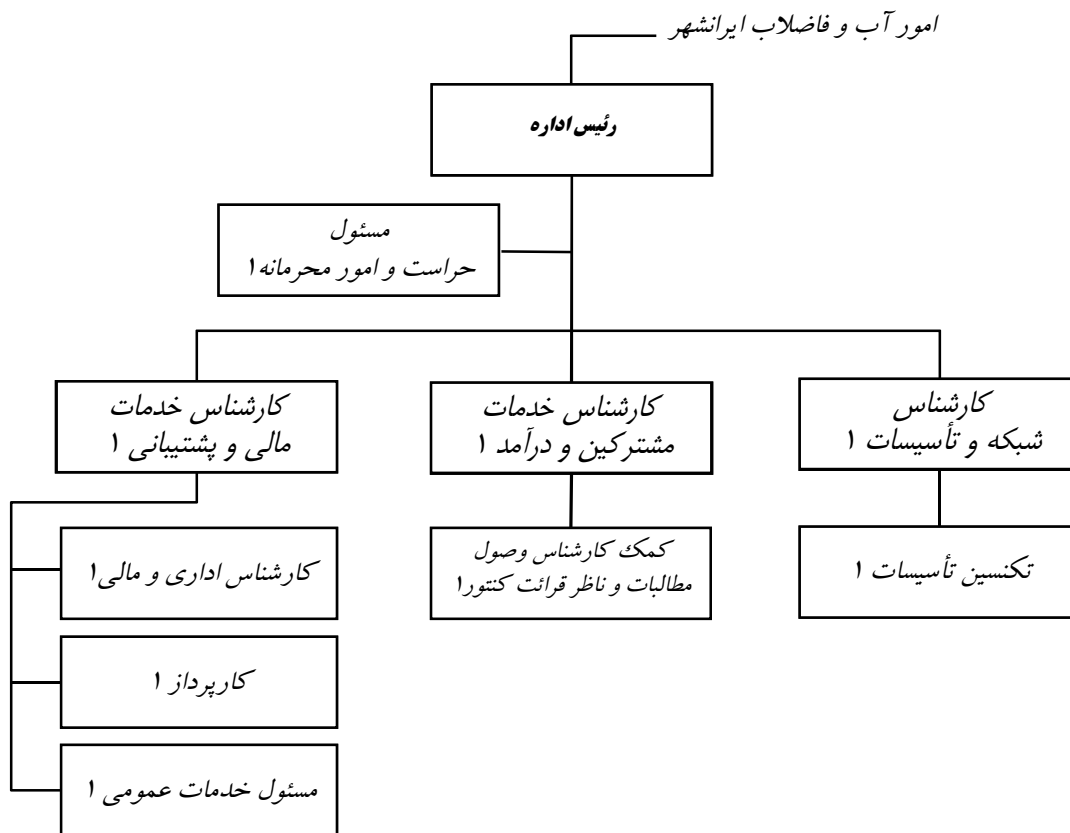 امور آب و فاضلاب ایرانشهر
رئیس اداره
مسئول
حراست و امور محرمانه۱
کارشناس
شبکه و تأسیسات ۱
کارشناس خدمات
مشترکین و درآمد ۱
کارشناس خدمات
مالی و پشتیبانی ۱
تکنسین تأسیسات ۱
کمک کارشناس وصول
مطالبات و ناظر قرائت کنتور۱
کارشناس اداری و مالی۱
کارپرداز ۱
مسئول خدمات عمومی ۱